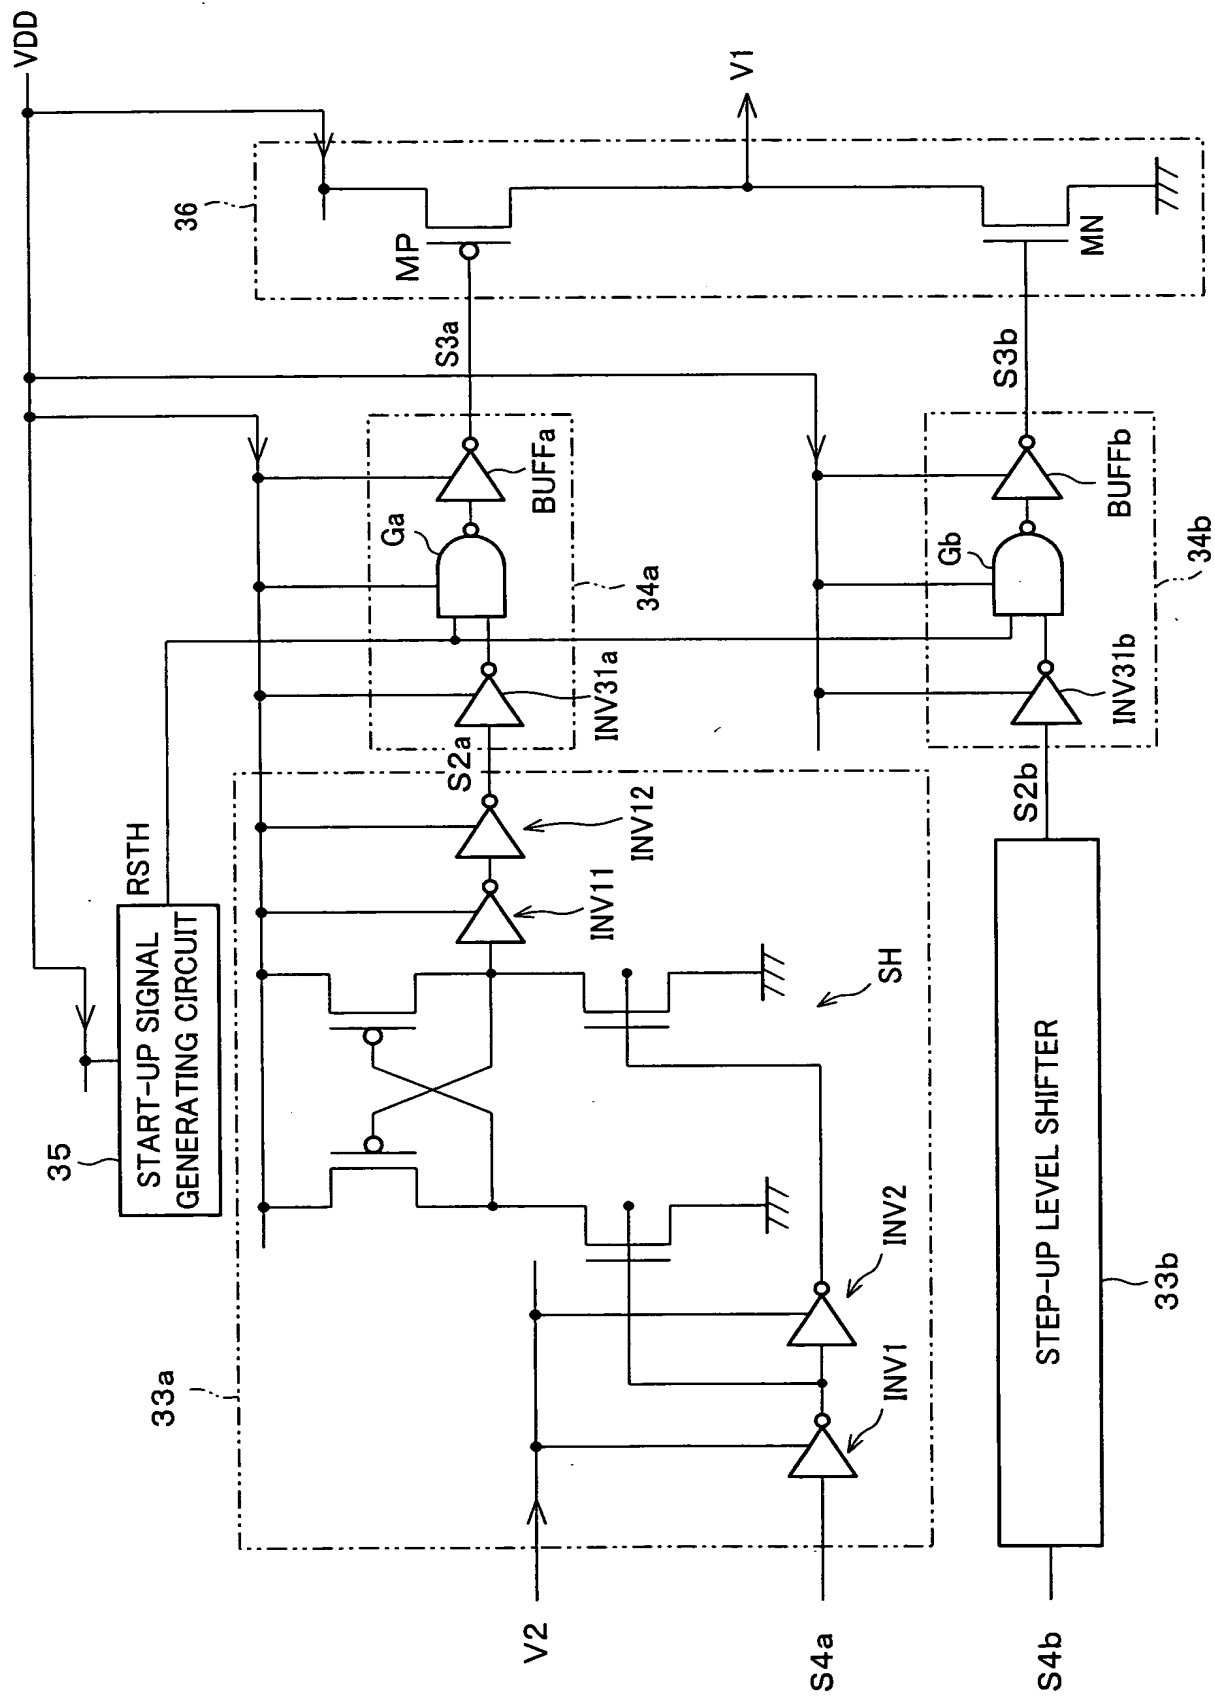 VDD
35
START-UP SIGNAL
GENERATING CIRCUIT
RSTH
36
MP
V1
MN
S3a
S3b
33a
V2
S4a
INV1
INV2
SH
INV11
INV12
S2a
INV31a
34a
Ga
BUFFa
S4b
STEP-UP LEVEL SHIFTER
33b
S2b
INV31b
34b
Gb
BUFFb